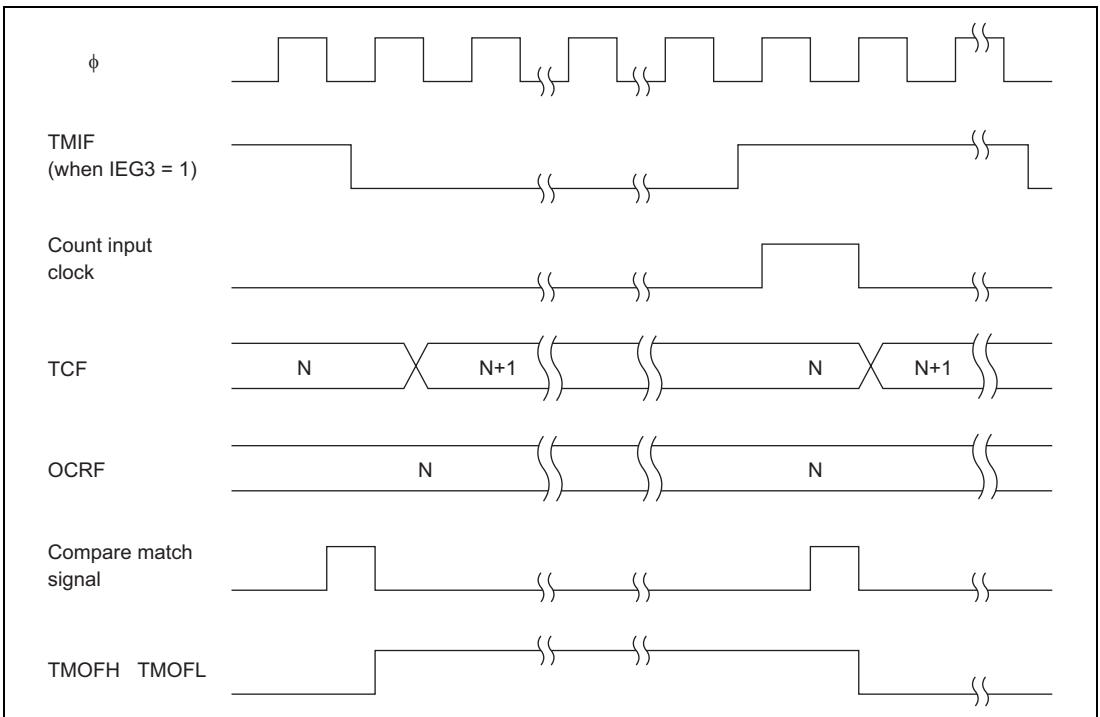 ϕ
TMIF
(when IEG3 = 1)
Count input
clock
TCF N N+1 N N+1
OCRF N N
Compare match
signal
TMOFH TMOFL